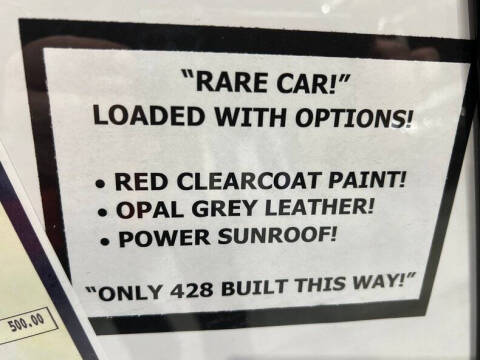 "RARE CAR!"
LOADED WITH OPTIONS!
• RED CLEARCOAT PAINT!
• OPAL GREY LEATHER!
• POWER SUNROOF!
"ONLY 428 BUILT THIS WAY!"
500.00